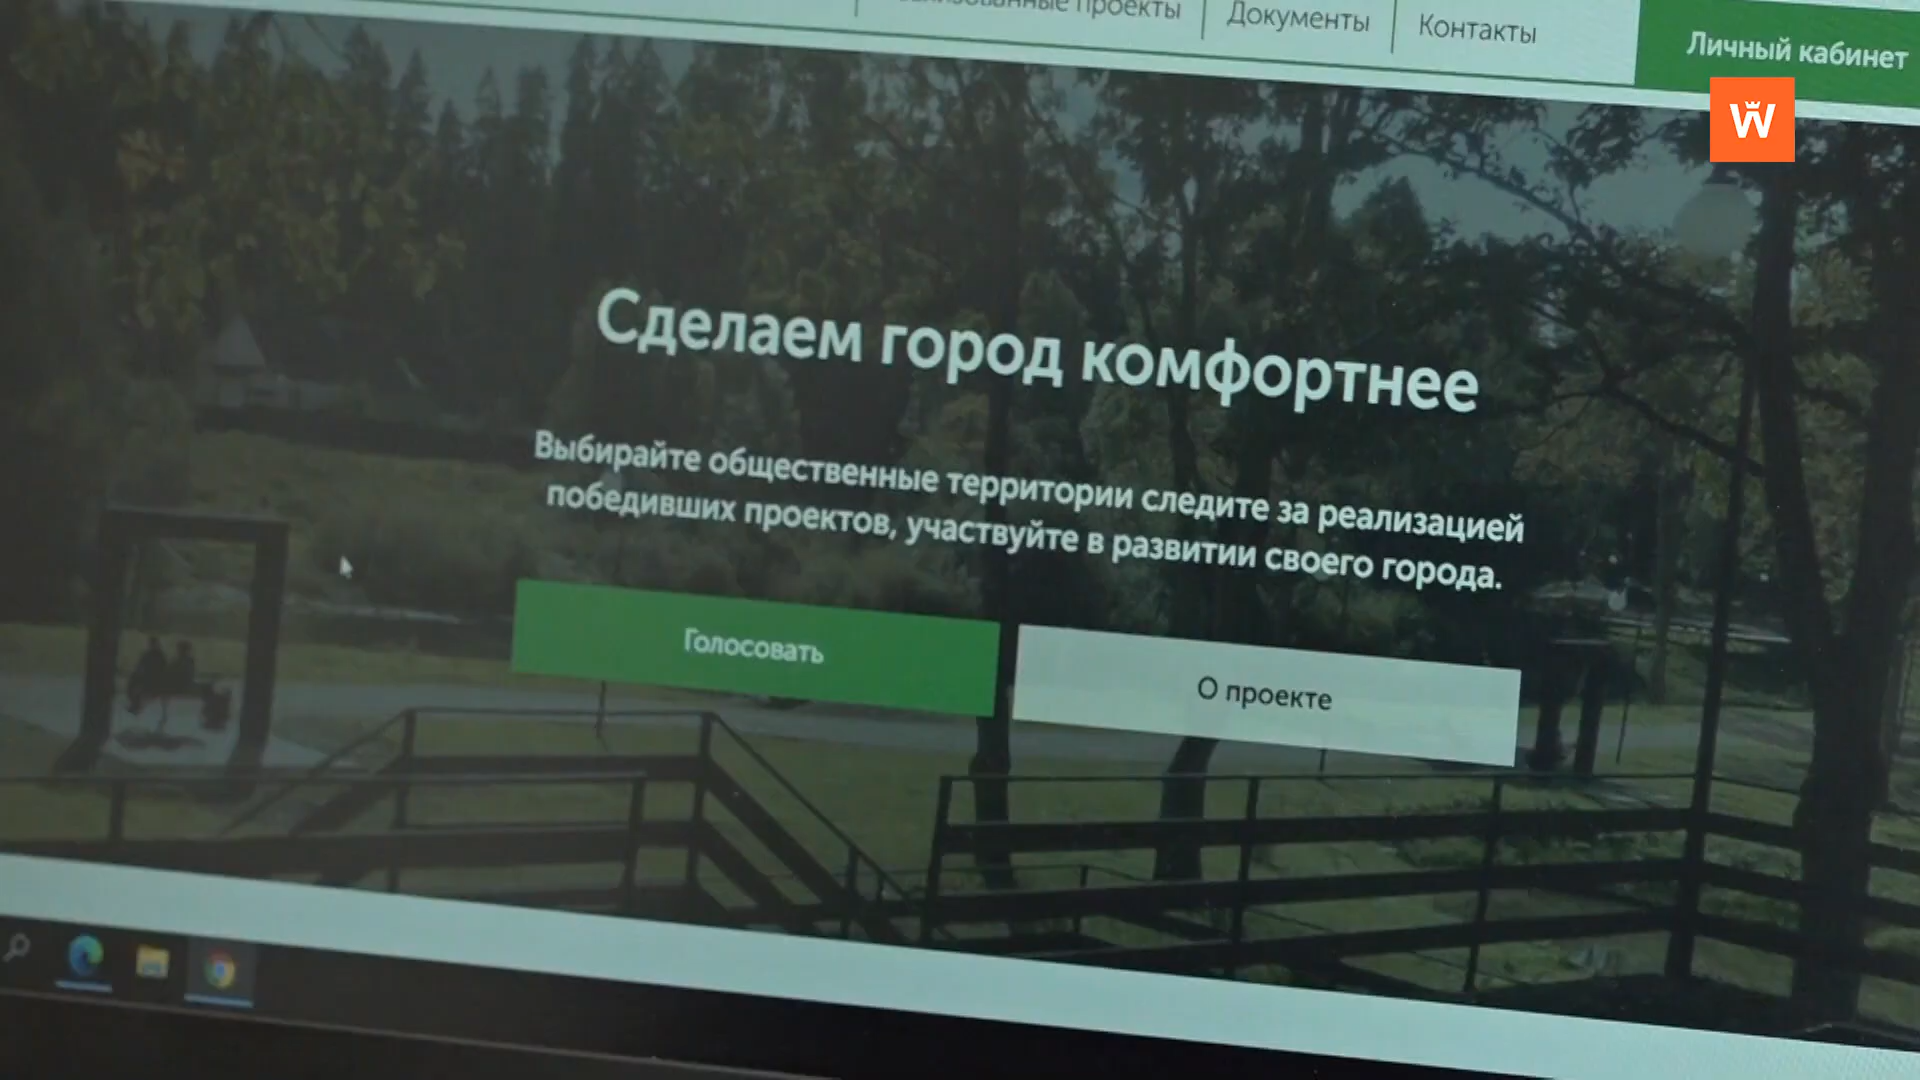 проекты
Документы
Контакты
Личный кабинет
W
Сделаем город комфортнее
Выбирайте общественные территории следите за реализацией
победивших проектов, участвуйте в развитии своего города.
Голосовать
О проекте